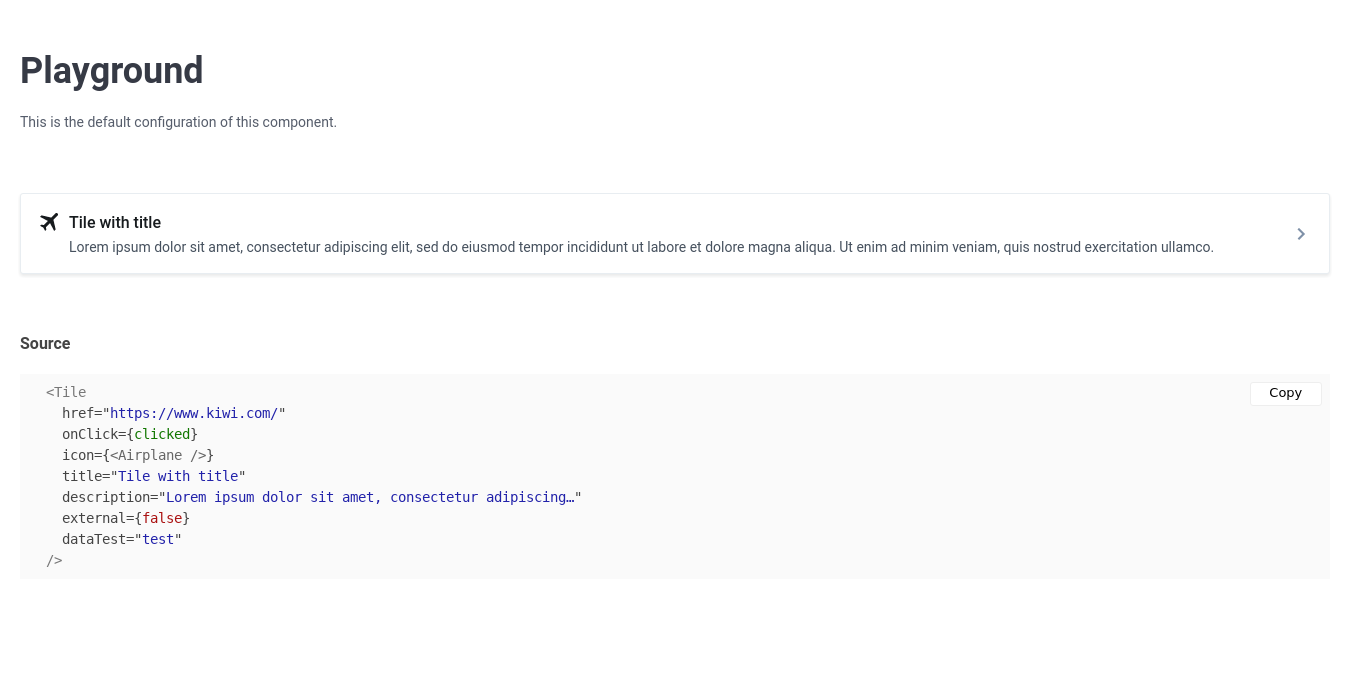 Playground
This is the default configuration of this component.
Tile with title
Lorem ipsum dolor sit amet, consectetur adipiscing elit, sed do eiusmod tempor incididunt ut labore et dolore magna aliqua. Ut enim ad minim veniam, quis nostrud exercitation ullamco.
Source
Copy
<Tile
  href="https://www.kiwi.com/"
  onClick={clicked}
  icon={<Airplane />}
  title="Tile with title"
  description="Lorem ipsum dolor sit amet, consectetur adipiscing…"
  external={false}
  dataTest="test"
/>